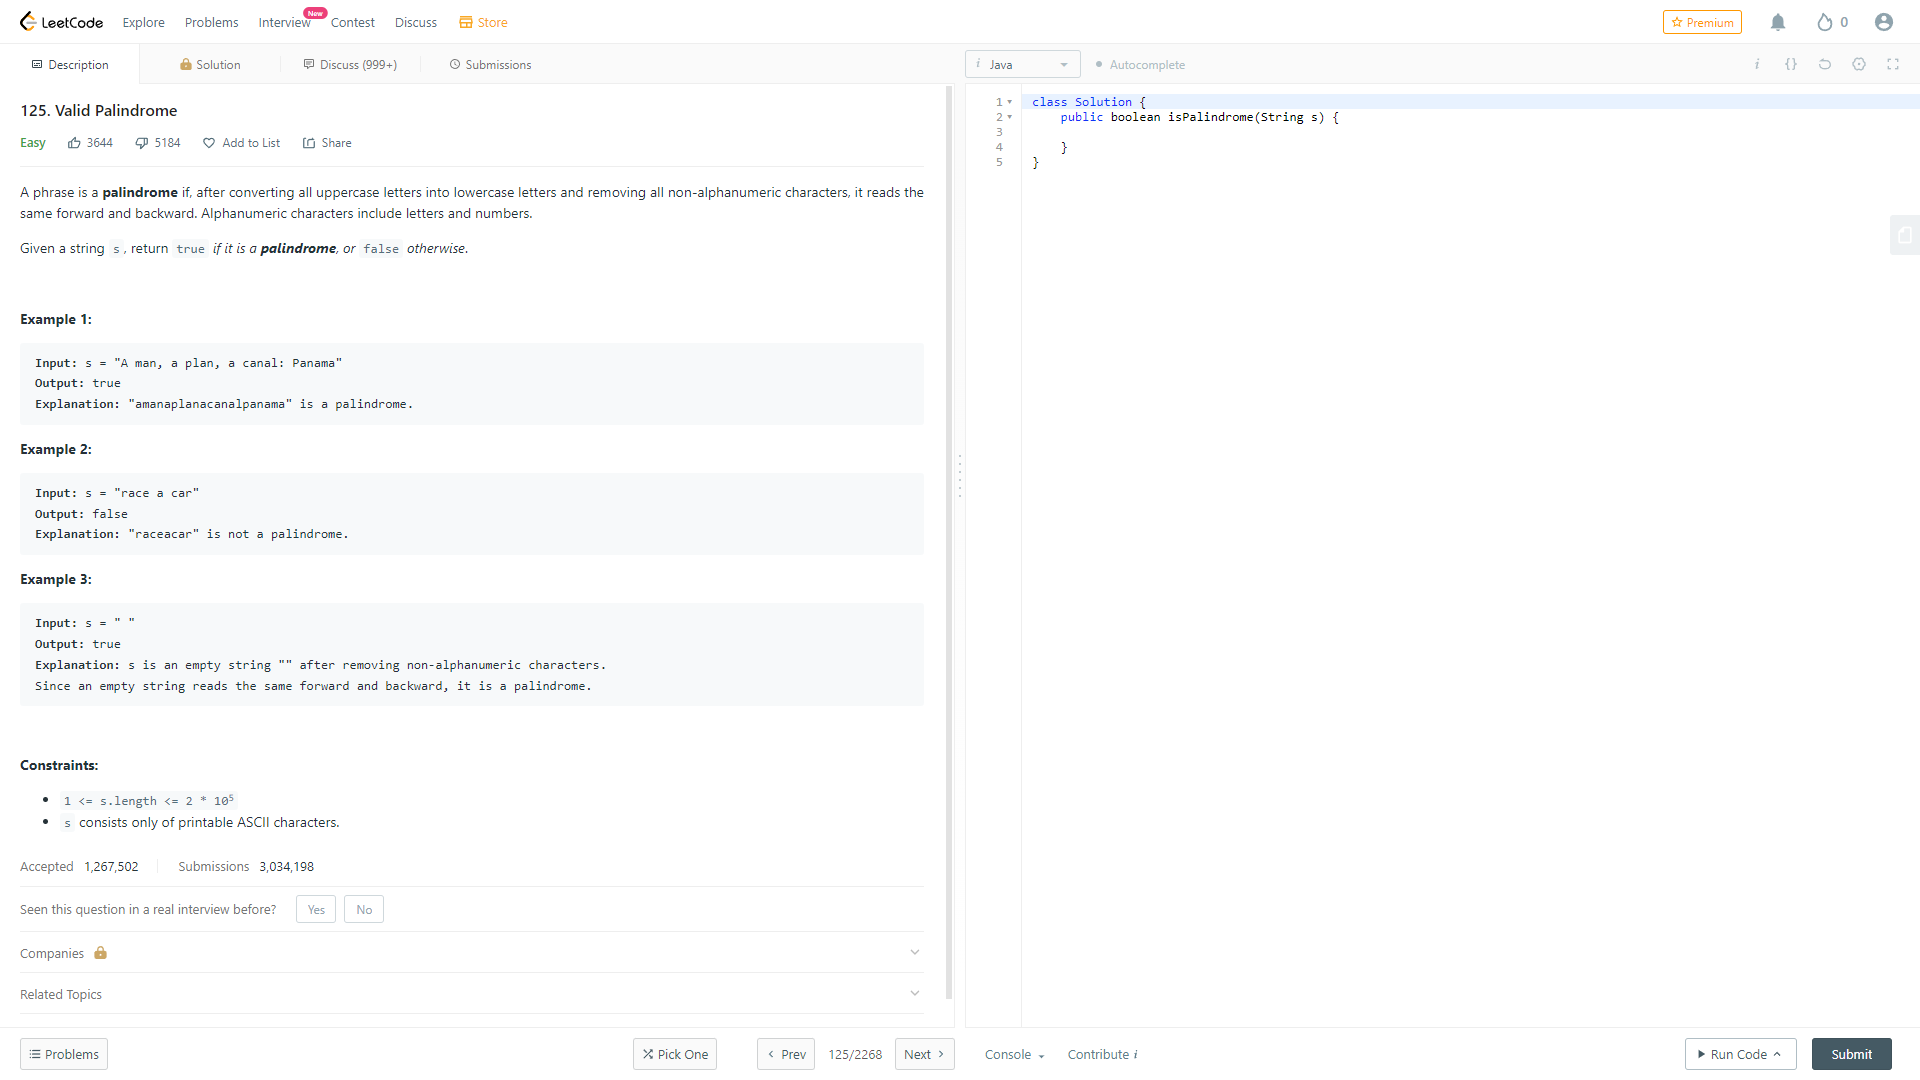 LeetCode Explore Problems Interview New Contest Discuss Store Premium 0
Description Solution Discuss (999+) Submissions
i Java Autocomplete i {}
125. Valid Palindrome
Easy 3644 5184 Add to List Share
A phrase is a palindrome if, after converting all uppercase letters into lowercase letters and removing all non-alphanumeric characters, it reads the
same forward and backward. Alphanumeric characters include letters and numbers.
Given a string s, return true if it is a palindrome, or false otherwise.
Example 1:
Input: s = "A man, a plan, a canal: Panama"
Output: true
Explanation: "amanaplanacanalpanama" is a palindrome.
Example 2:
Input: s = "race a car"
Output: false
Explanation: "raceacar" is not a palindrome.
Example 3:
Input: s = " "
Output: true
Explanation: s is an empty string "" after removing non-alphanumeric characters.
Since an empty string reads the same forward and backward, it is a palindrome.
Constraints:
• 1 <= s.length <= 2 * 10⁵
• s consists only of printable ASCII characters.
Accepted 1,267,502 Submissions 3,034,198
Seen this question in a real interview before? Yes No
Companies
Related Topics
1 class Solution {
2     public boolean isPalindrome(String s) {
3
4     }
5 }
Problems Pick One Prev 125/2268 Next Console Contribute i Run Code Submit